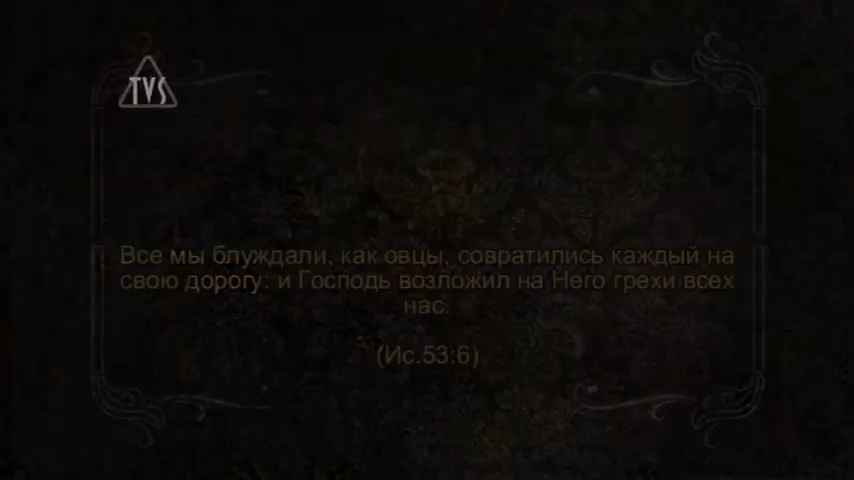 TVS
Все мы блуждали, как овцы, совратились каждый на
свою дорогу: и Господь возложил на Него грехи всех
нас.
(Ис.53:6)